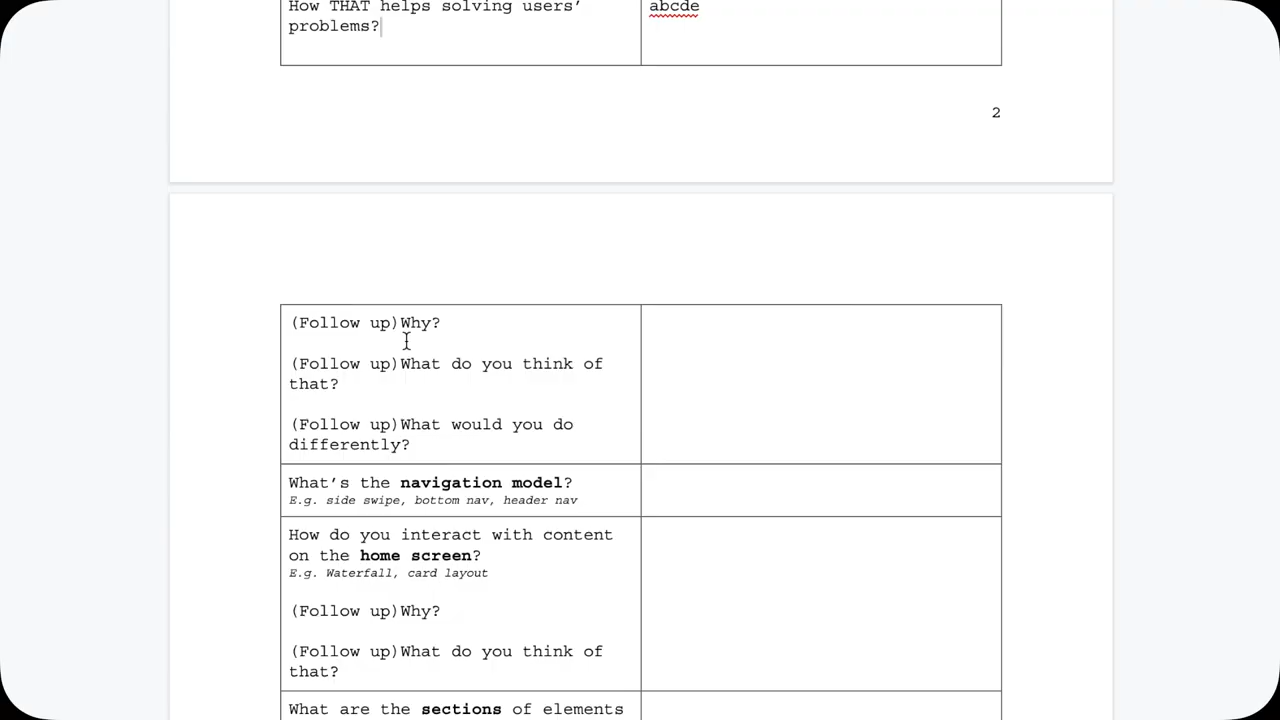 How THAT helps solving users’
problems?
abcde
2
(Follow up)Why?
(Follow up)What do you think of
that?
(Follow up)What would you do
differently?
What’s the navigation model?
E.g. side swipe, bottom nav, header nav
How do you interact with content
on the home screen?
E.g. Waterfall, card layout
(Follow up)Why?
(Follow up)What do you think of
that?
What are the sections of elements